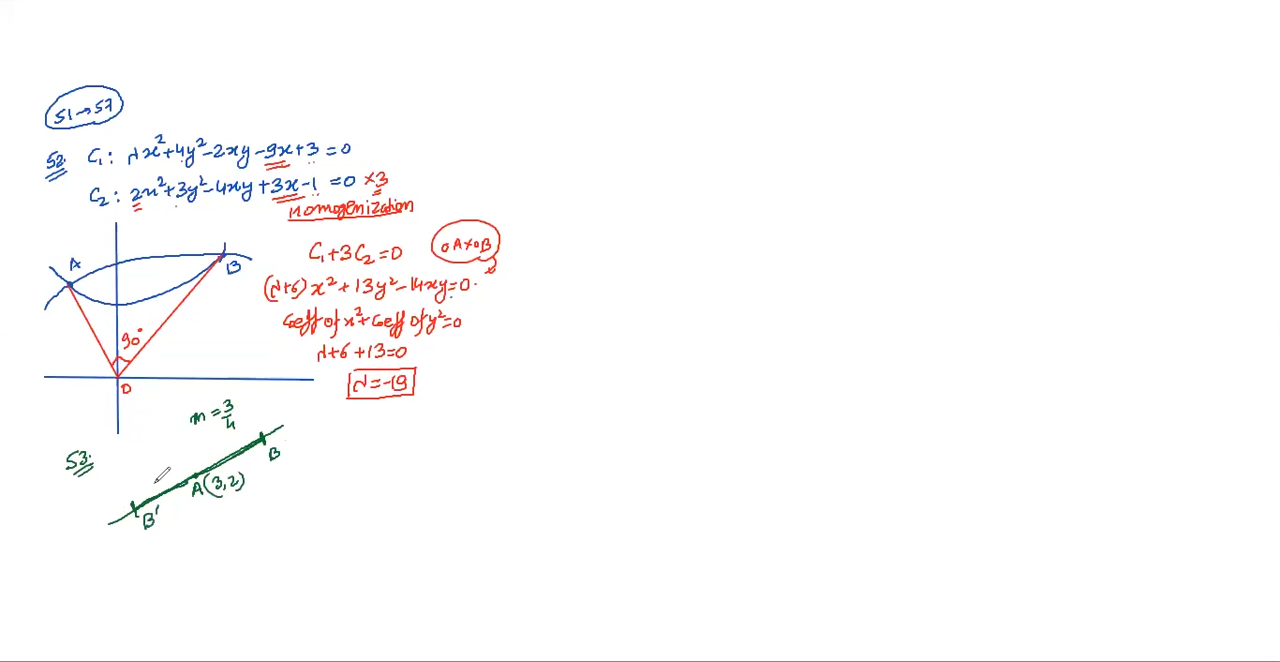 51→57
52. C₁: λx²+4y²-2xy-9x+3=0
C₂: 2x²+3y²-4xy+3x-1=0 ×3
Homogenization
C₁+3C₂=0
OA×OB
(λ+6)x²+13y²-14xy=0.
Coeff of x²+Coeff of y²=0
λ+6+13=0
λ=-19
A
B
90°
O
m=3/4
53.
B
A(3,2)
B'